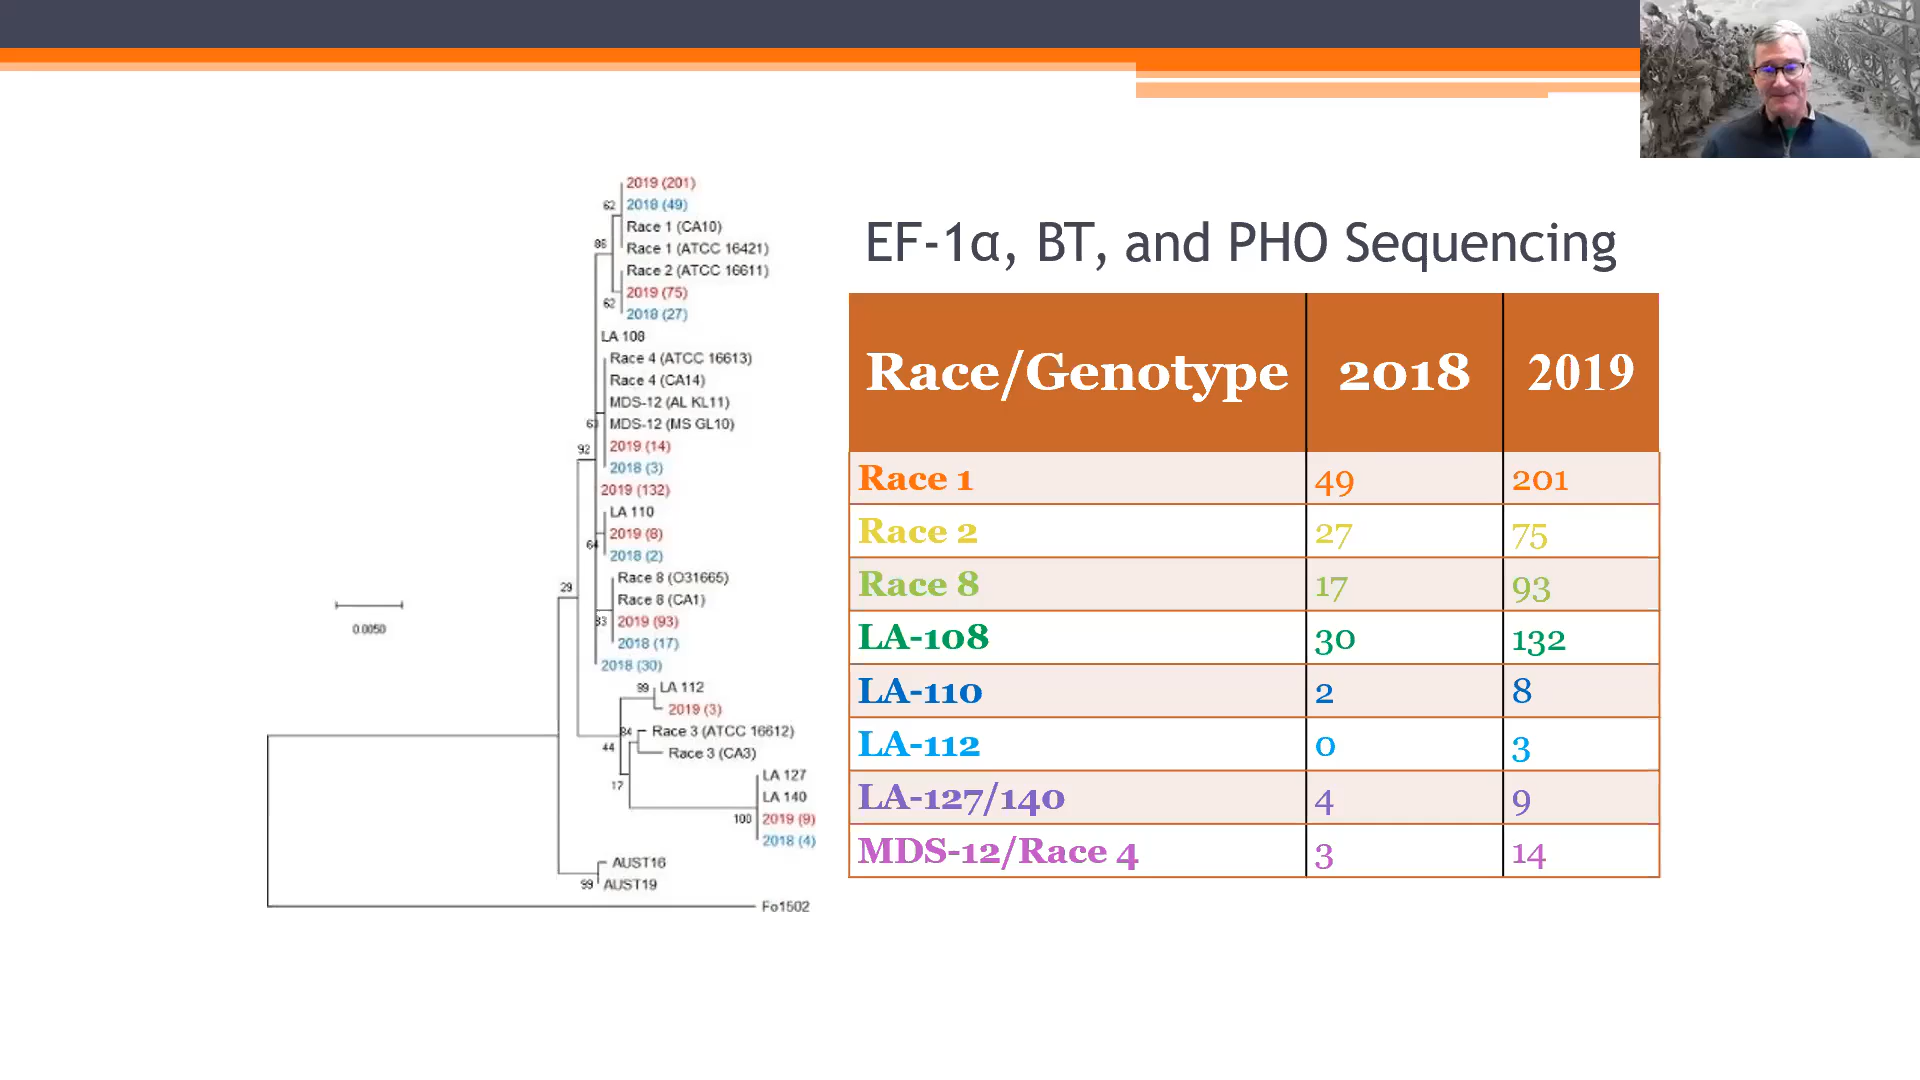 2019 (201)
62
2018 (49)
Race 1 (CA10)
86
Race 1 (ATCC 16421)
Race 2 (ATCC 16611)
2019 (75)
62
2018 (27)
LA 108
Race 4 (ATCC 16613)
Race 4 (CA14)
MDS-12 (AL KL11)
63
MDS-12 (MS GL10)
2019 (14)
92
2018 (3)
2019 (132)
LA 110
2019 (8)
64
2018 (2)
Race 8 (O31665)
29
Race 8 (CA1)
83
2019 (93)
2018 (17)
2018 (30)
0.0050
99
LA 112
2019 (3)
84
Race 3 (ATCC 16612)
44
Race 3 (CA3)
LA 127
17
LA 140
100
2019 (9)
2018 (4)
AUST16
99
AUST19
Fo1502
EF-1α, BT, and PHO Sequencing
Race/Genotype 2018 2019
Race 1 49 201
Race 2 27 75
Race 8 17 93
LA-108 30 132
LA-110 2 8
LA-112 0 3
LA-127/140 4 9
MDS-12/Race 4 3 14